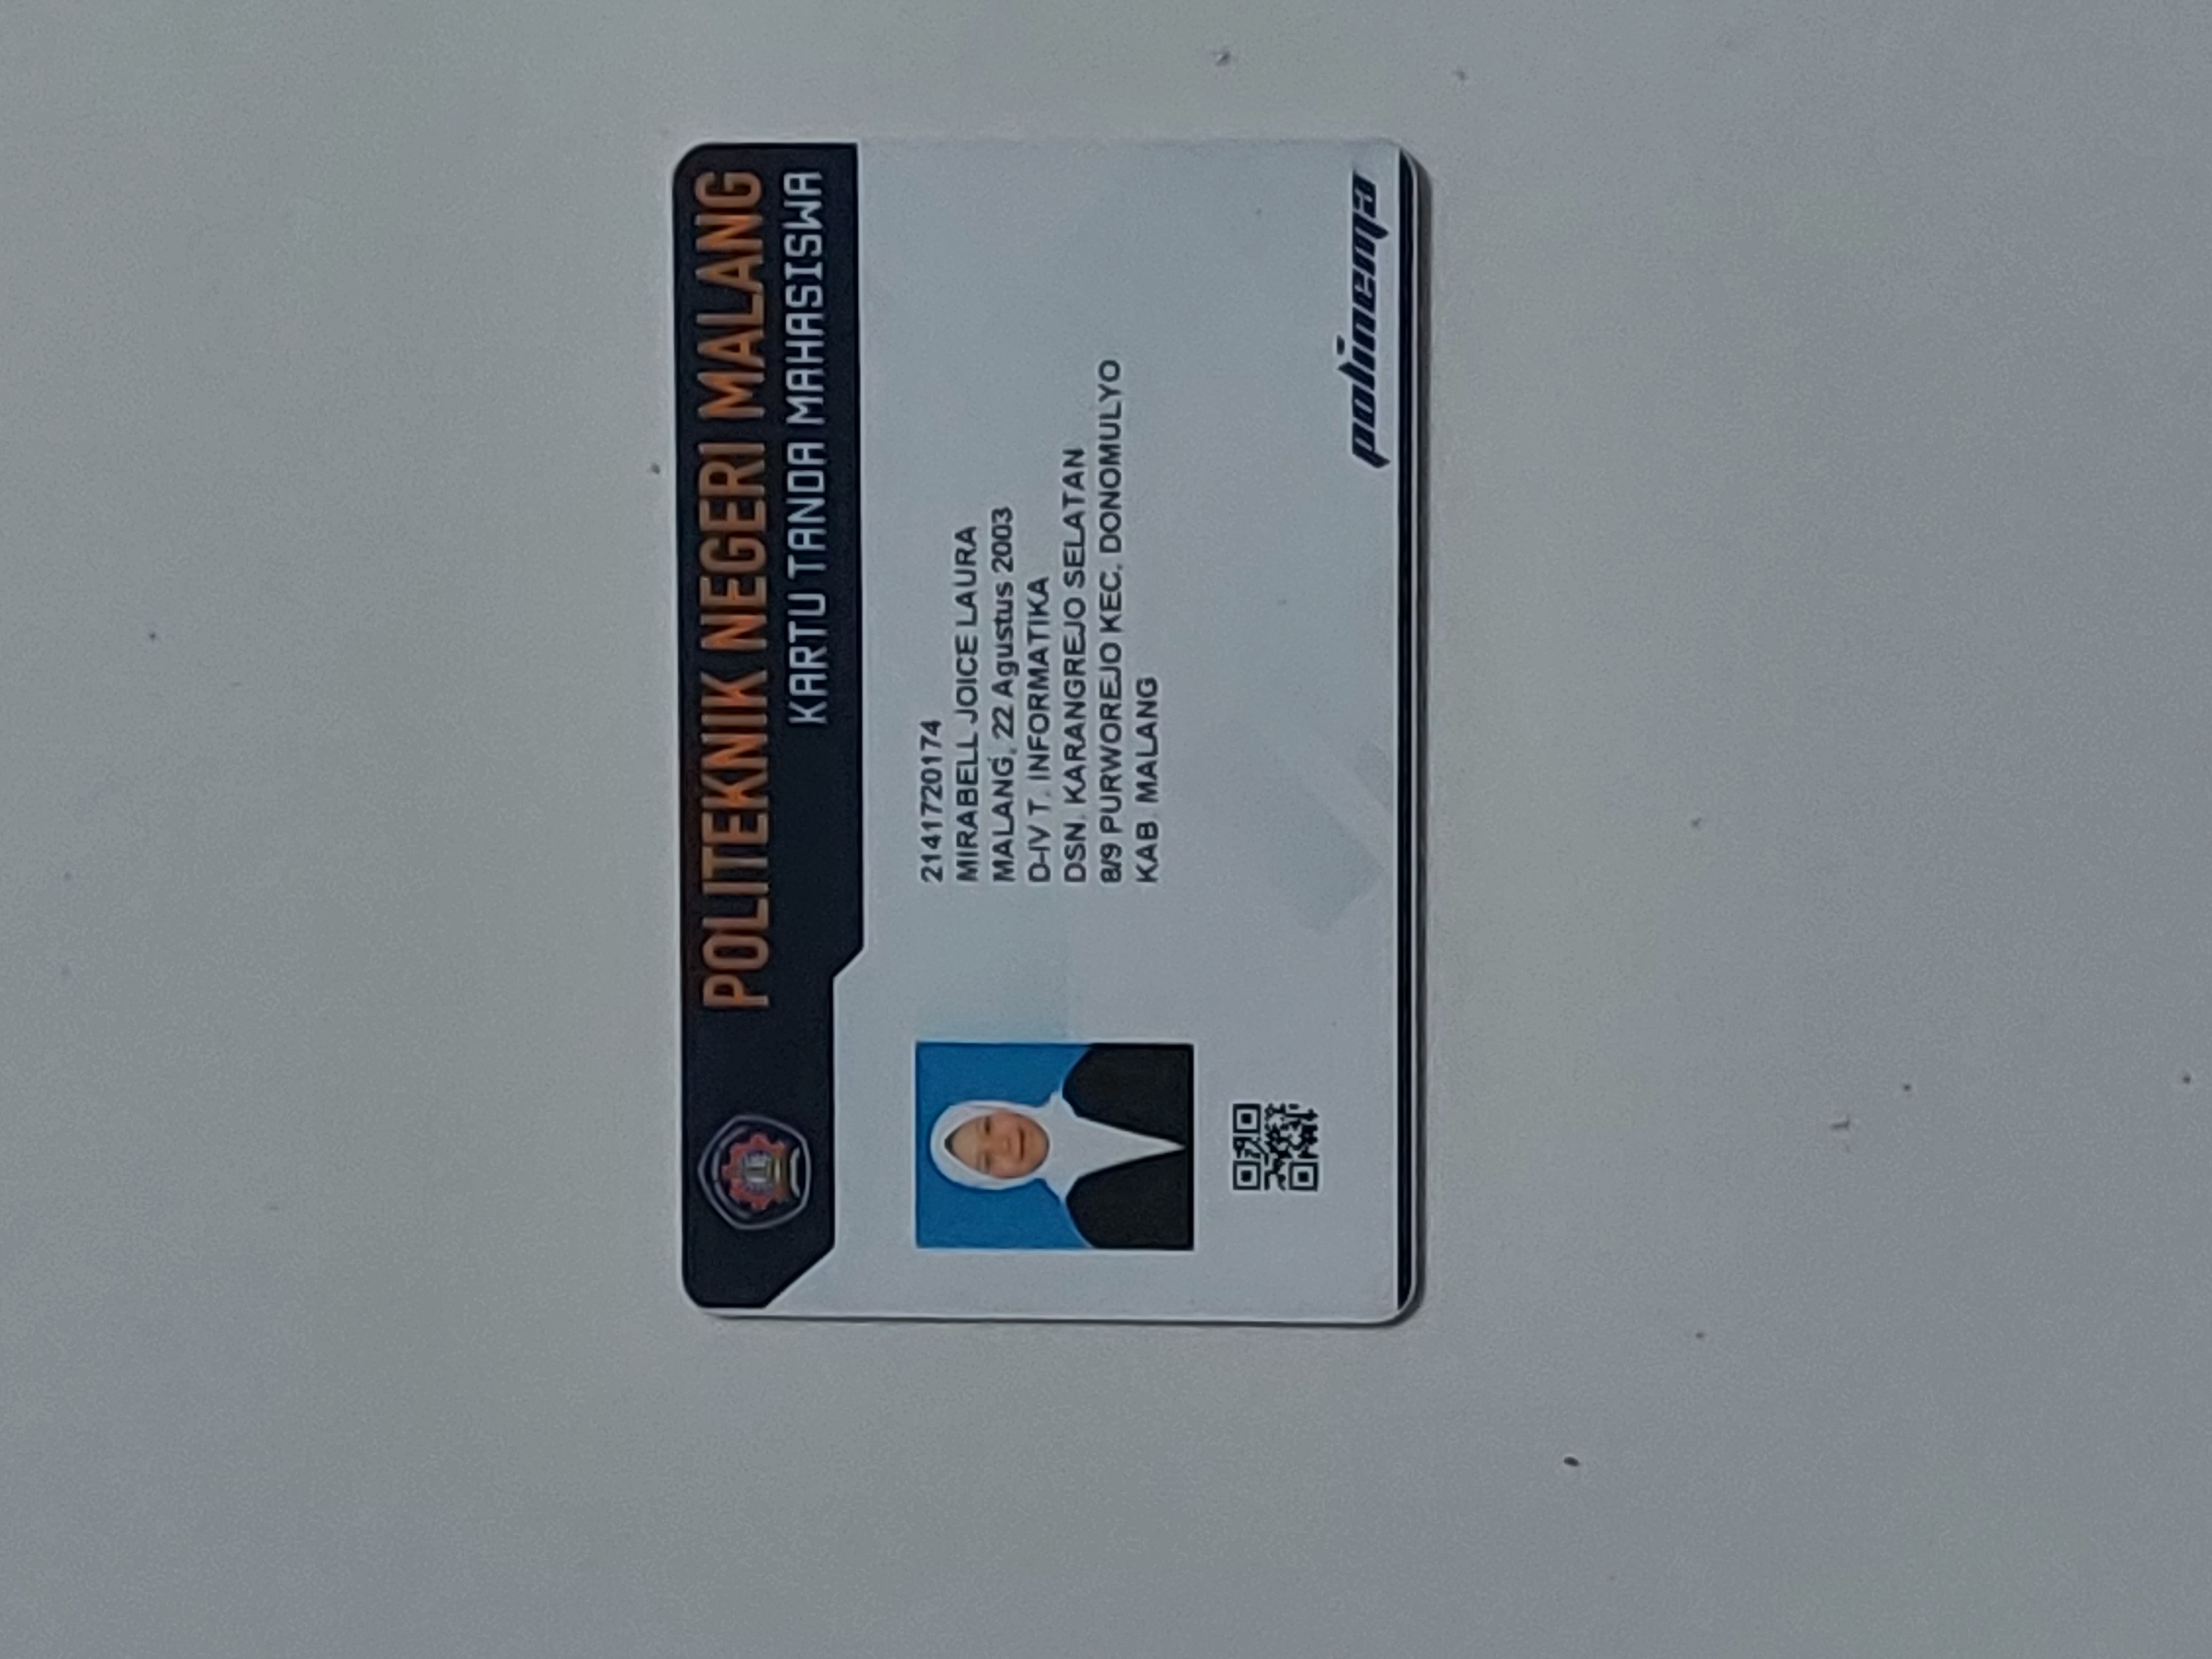 POLITEKNIK NEGERI MALANG
KARTU TANDA MAHASISWA
2141720174
MIRABELL JOICE LAURA
MALANG, 22 Agustus 2003
D-IV T. INFORMATIKA
DSN. KARANGREJO SELATAN
8/9 PURWOREJO KEC. DONOMULYO
KAB. MALANG
polinema